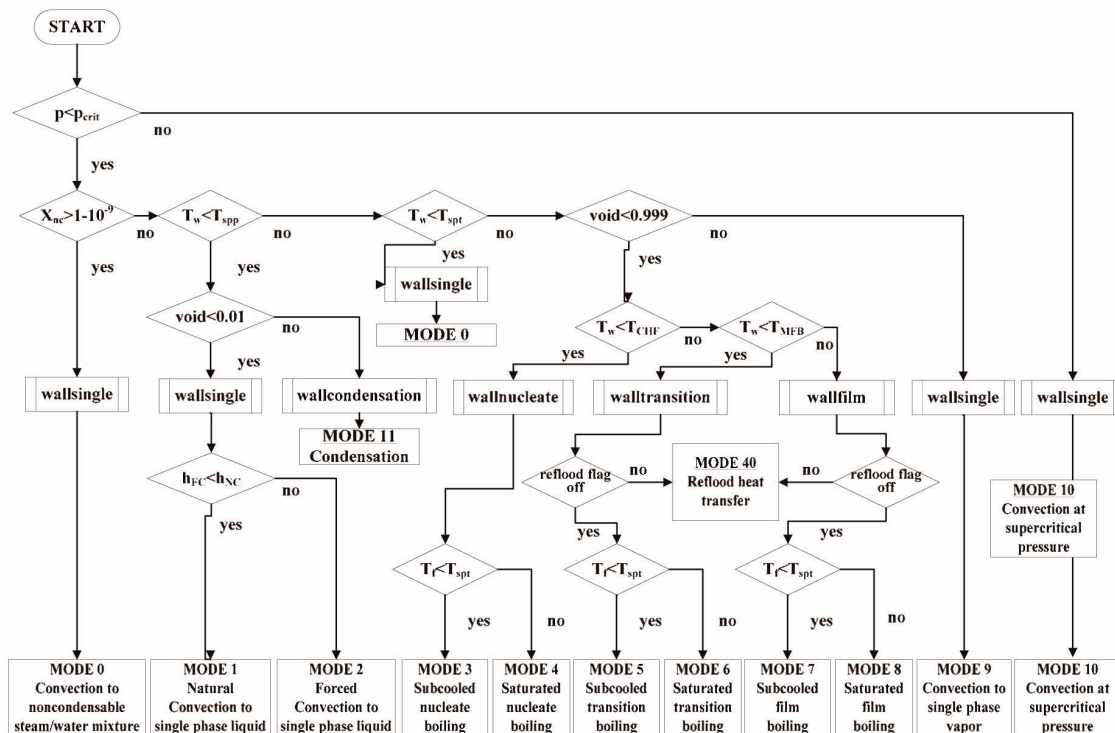 START
p<p_crit
no
yes
X_nc>1-10^-9
no
T_w<T_spp
no
T_w<T_spt
no
void<0.999
no
yes
yes
yes
yes
wallsingle
void<0.01
no
MODE 0
T_w<T_CHF
no
T_w<T_MFB
no
yes
yes
yes
wallsingle
wallsingle
wallcondensation
wallnucleate
walltransition
wallfilm
wallsingle
wallsingle
MODE 11
Condensation
h_FC<h_NC
no
yes
reflood flag
off
no
yes
MODE 40
Reflood heat
transfer
no
reflood flag
off
yes
MODE 10
Convection at
supercritical
pressure
T_f<T_spt
yes
no
T_f<T_spt
yes
no
T_f<T_spt
yes
no
MODE 0
Convection to
noncondensable
steam/water mixture
MODE 1
Natural
Convection to
single phase liquid
MODE 2
Forced
Convection to
single phase liquid
MODE 3
Subcooled
nucleate
boiling
MODE 4
Saturated
nucleate
boiling
MODE 5
Subcooled
transition
boiling
MODE 6
Saturated
transition
boiling
MODE 7
Subcooled
film
boiling
MODE 8
Saturated
film
boiling
MODE 9
Convection to
single phase
vapor
MODE 10
Convection at
supercritical
pressure